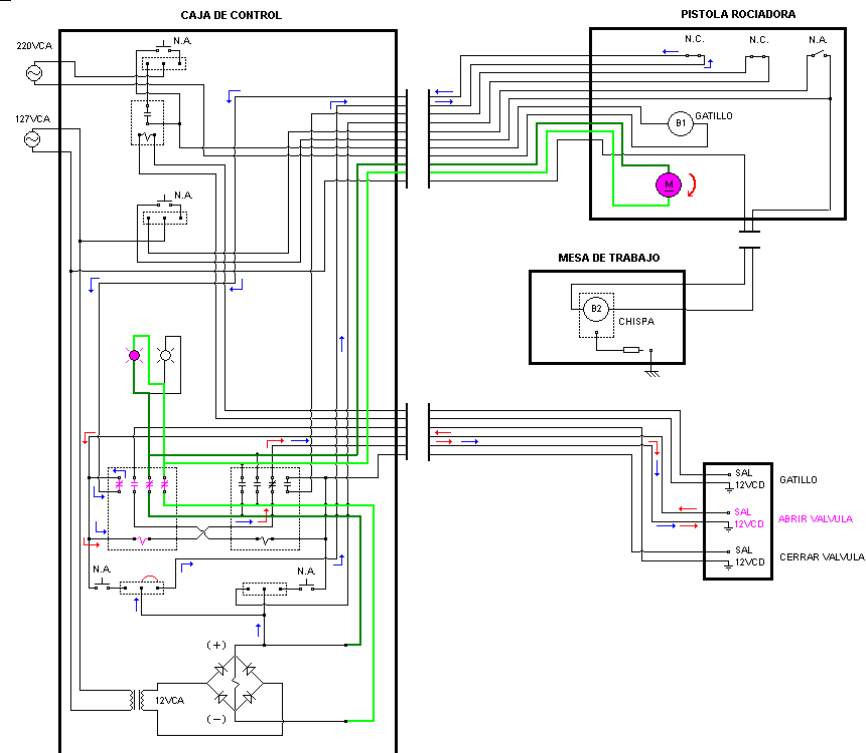 CAJA DE CONTROL
PISTOLA ROCIADORA
220VCA
N.A.
N.C.
N.C.
N.A.
127VCA
B1
GATILLO
M
N.A.
MESA DE TRABAJO
B2
CHISPA
SAL
12VCD
GATILLO
SAL
12VCD
ABRIR VALVULA
SAL
12VCD
CERRAR VALVULA
N.A.
N.A.
(+)
12VCA
(-)